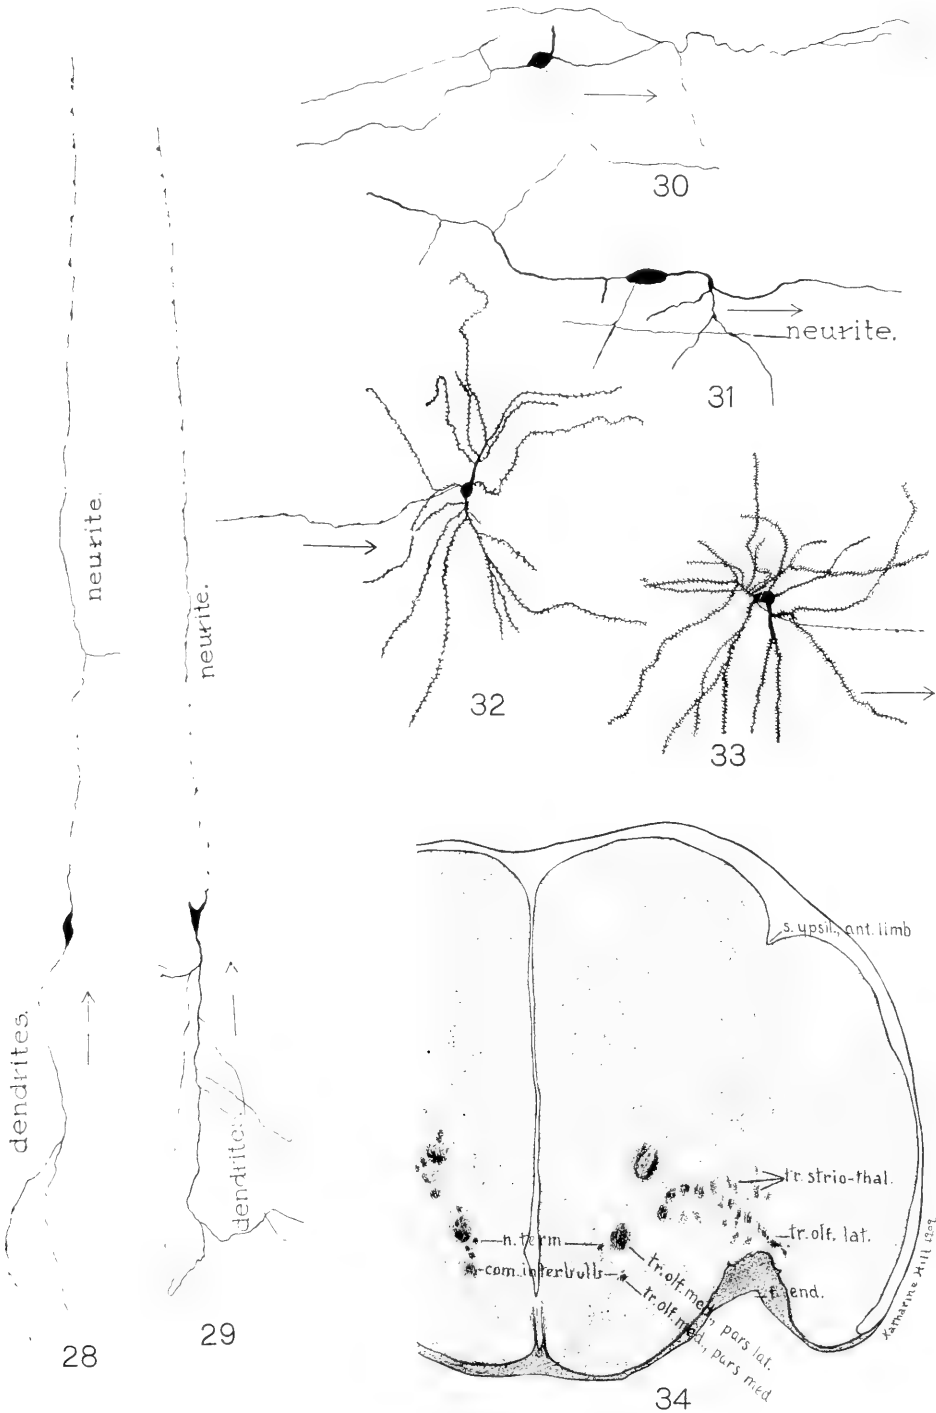 30
neurite.
31
neurite.
neurite.
32
33
s. ypsil., ant. limb
dendrites.
dendrites.
tr. strio-thal.
tr. olf. lat.
n. term
com. interbulb
tr. olf. med., pars lat.
tr. olf. med., pars med
f. end.
Katharine Hill 1909
28
29
34